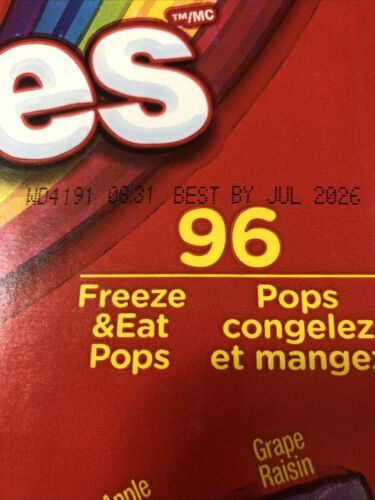 TM/MC
es
WD4191 08:31 BEST BY JUL 2026
96
Freeze
&Eat
Pops
Pops
congelez
et mangez
Apple
Grape
Raisin